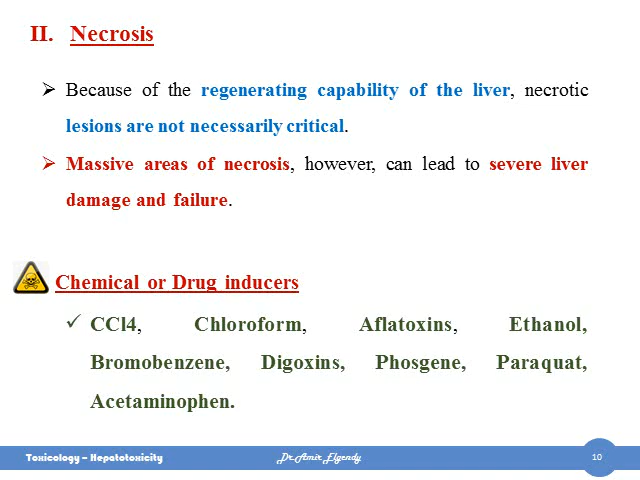 II. Necrosis
➢ Because of the regenerating capability of the liver, necrotic
lesions are not necessarily critical.
➢ Massive areas of necrosis, however, can lead to severe liver
damage and failure.
Chemical or Drug inducers
✓ CCl4, Chloroform, Aflatoxins, Ethanol,
Bromobenzene, Digoxins, Phosgene, Paraquat,
Acetaminophen.
Toxicology – Hepatotoxicity
Dr. Amir Elgendy
10